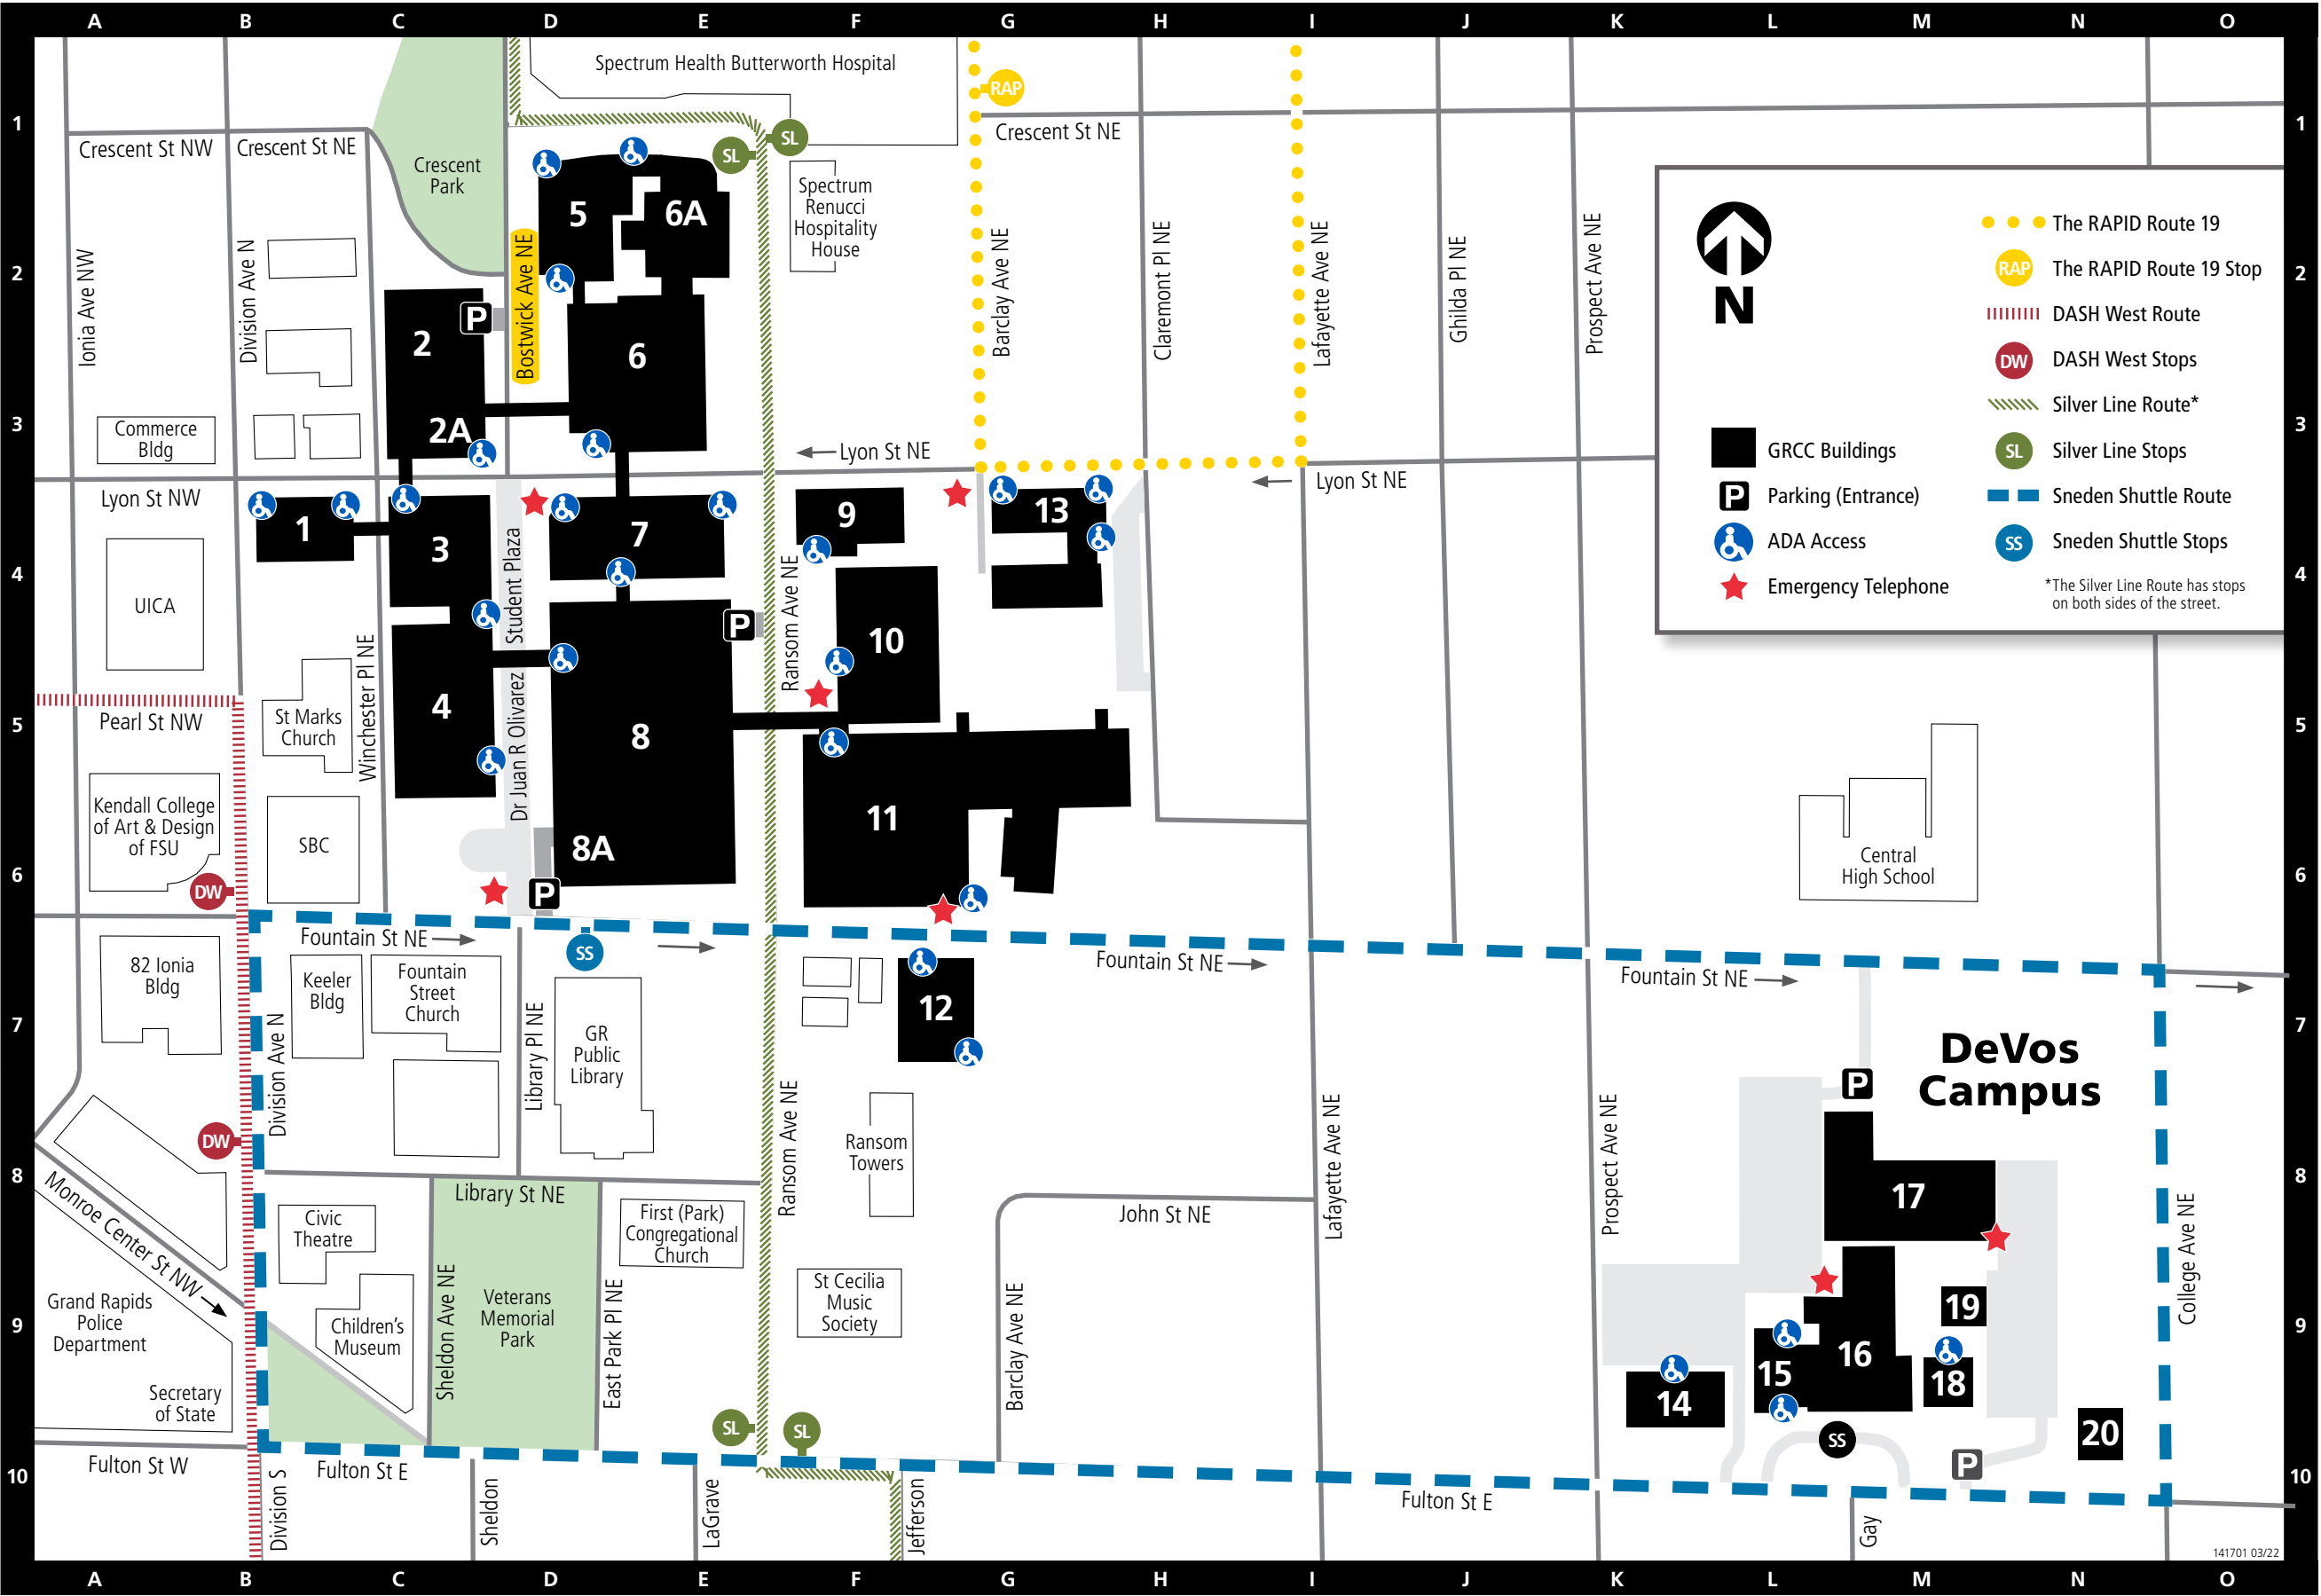 A B C D E F G H I J K L M N O
Spectrum Health Butterworth Hospital
RAP
1
1
Crescent St NW
Crescent St NE
Crescent St NE
SL
SL
Crescent
Park
Spectrum
Renucci
Hospitality
House
5
6A
Ionia Ave NW
Division Ave N
Bostwick Ave NE
Barclay Ave NE
Claremont Pl NE
Lafayette Ave NE
Ghilda Pl NE
Prospect Ave NE
2
2
N
GRCC Buildings
P
Parking (Entrance)
ADA Access
Emergency Telephone
The RAPID Route 19
RAP
The RAPID Route 19 Stop
DASH West Route
DW
DASH West Stops
Silver Line Route*
SL
Silver Line Stops
Sneden Shuttle Route
SS
Sneden Shuttle Stops
*The Silver Line Route has stops
on both sides of the street.
P
2
6
3
3
2A
Commerce
Bldg
Lyon St NE
Lyon St NW
Lyon St NE
1
3
7
9
13
4
4
UICA
Dr Juan R Olivarez Student Plaza
Ransom Ave NE
P
10
Winchester Pl NE
4
8
5
5
Pearl St NW
St Marks
Church
Kendall College
of Art & Design
of FSU
SBC
8A
11
Central
High School
6
6
DW
P
Fountain St NE
SS
Fountain St NE
Fountain St NE
82 Ionia
Bldg
Keeler
Bldg
Fountain
Street
Church
12
7
7
Division Ave N
Library Pl NE
GR
Public
Library
DeVos
Campus
P
DW
Ransom Ave NE
Ransom
Towers
Lafayette Ave NE
Prospect Ave NE
College Ave NE
8
8
Monroe Center St NW
Library St NE
John St NE
17
Civic
Theatre
First (Park)
Congregational
Church
Grand Rapids
Police
Department
Children's
Museum
Sheldon Ave NE
Veterans
Memorial
Park
East Park Pl NE
St Cecilia
Music
Society
Barclay Ave NE
9
9
19
16
15
18
14
Secretary
of State
SL
SL
SS
20
P
10
10
Fulton St W
Fulton St E
Fulton St E
Division S
Sheldon
LaGrave
Jefferson
Gay
141701 03/22
A B C D E F G H I J K L M N O